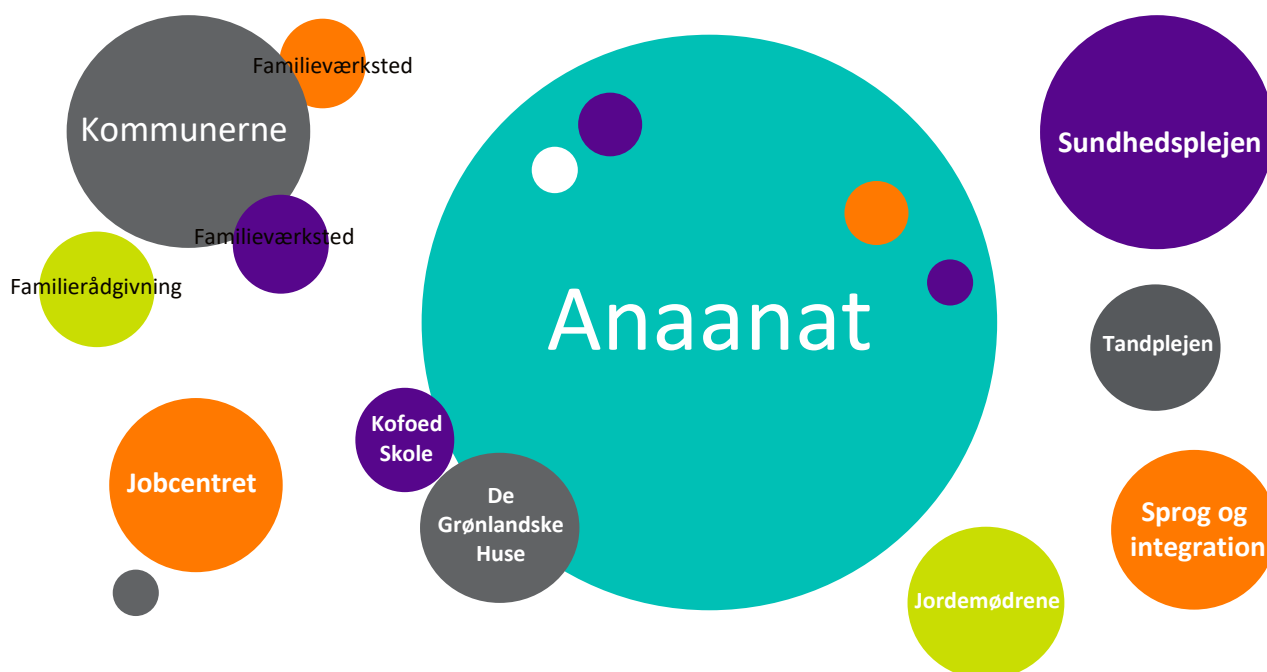 Familieværksted
Kommunerne
Familieværksted
Familierådgivning
Anaanat
Sundhedsplejen
Tandplejen
Kofoed
Skole
Jobcentret
De
Grønlandske
Huse
Sprog og
integration
Jordemødrene